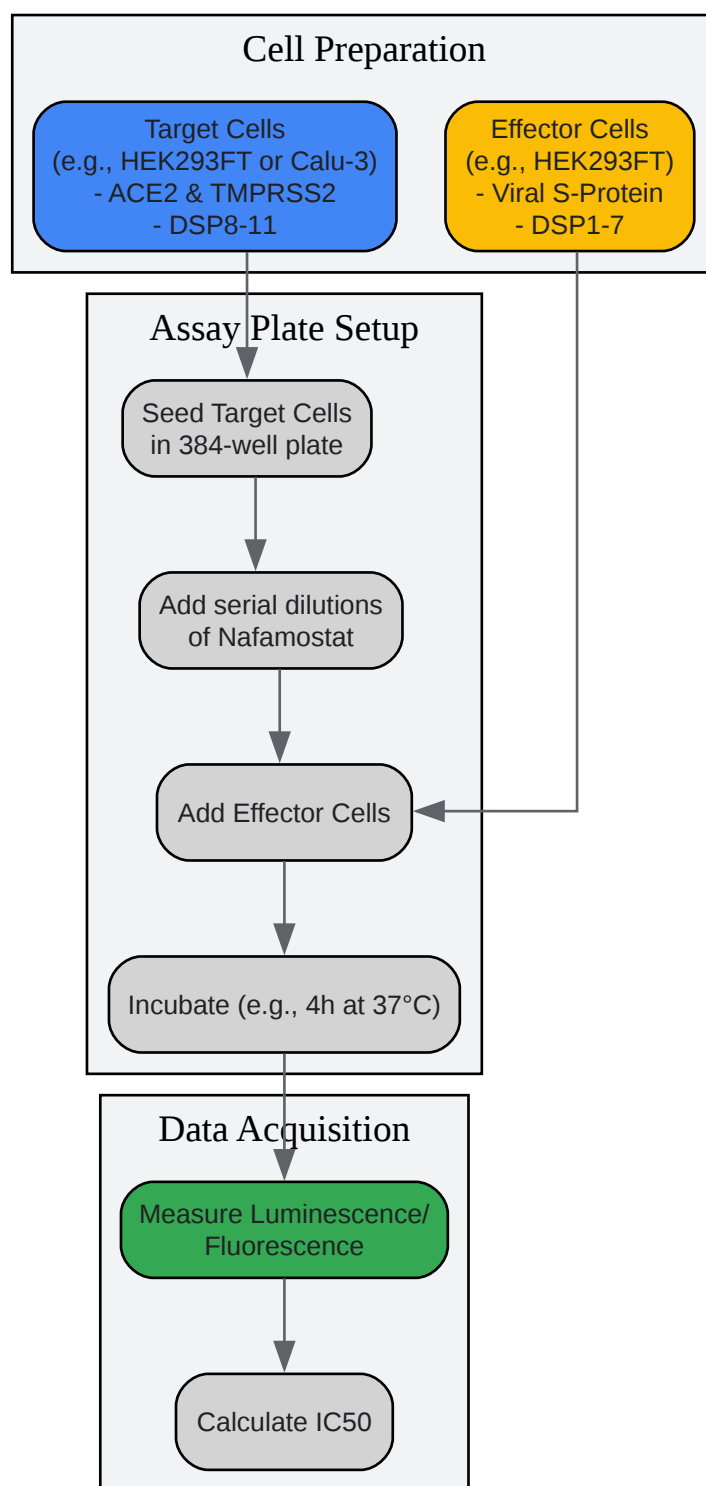 Cell Preparation
Target Cells
(e.g., HEK293FT or Calu-3)
- ACE2 & TMPRSS2
- DSP8-11
Effector Cells
(e.g., HEK293FT)
- Viral S-Protein
- DSP1-7
Assay Plate Setup
Seed Target Cells
in 384-well plate
Add serial dilutions
of Nafamostat
Add Effector Cells
Incubate (e.g., 4h at 37°C)
Data Acquisition
Measure Luminescence/
Fluorescence
Calculate IC50